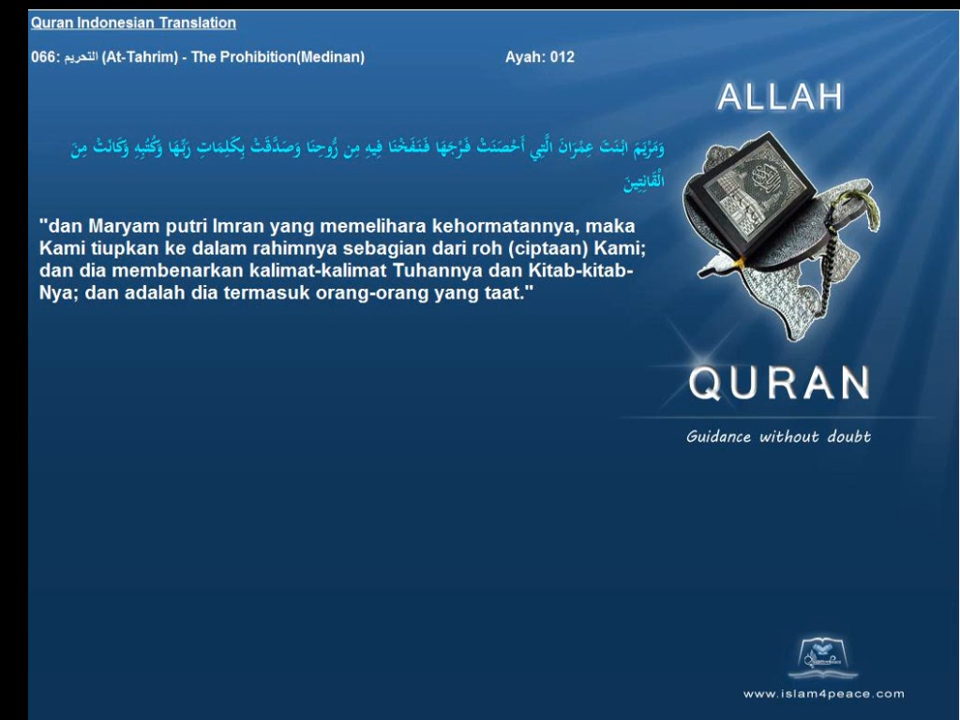 Quran Indonesian Translation
066: التحريم (At-Tahrim) - The Prohibition(Medinan) Ayah: 012
ALLAH
وَمَرْيَمَ ابْنَتَ عِمْرَانَ الَّتِي أَحْصَنَتْ فَرْجَهَا فَنَفَخْنَا فِيهِ مِن رُّوحِنَا وَصَدَّقَتْ بِكَلِمَاتِ رَبِّهَا وَكُتُبِهِ وَكَانَتْ مِنَ
الْقَانِتِينَ
"dan Maryam putri Imran yang memelihara kehormatannya, maka
Kami tiupkan ke dalam rahimnya sebagian dari roh (ciptaan) Kami;
dan dia membenarkan kalimat-kalimat Tuhannya dan Kitab-kitab-
Nya; dan adalah dia termasuk orang-orang yang taat."
QURAN
Guidance without doubt
www.islam4peace.com